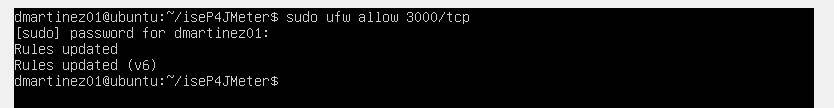 dmartinez01@ubuntu:~/iseP4JMeter$ sudo ufw allow 3000/tcp
[sudo] password for dmartinez01:
Rules updated
Rules updated (v6)
dmartinez01@ubuntu:~/iseP4JMeter$